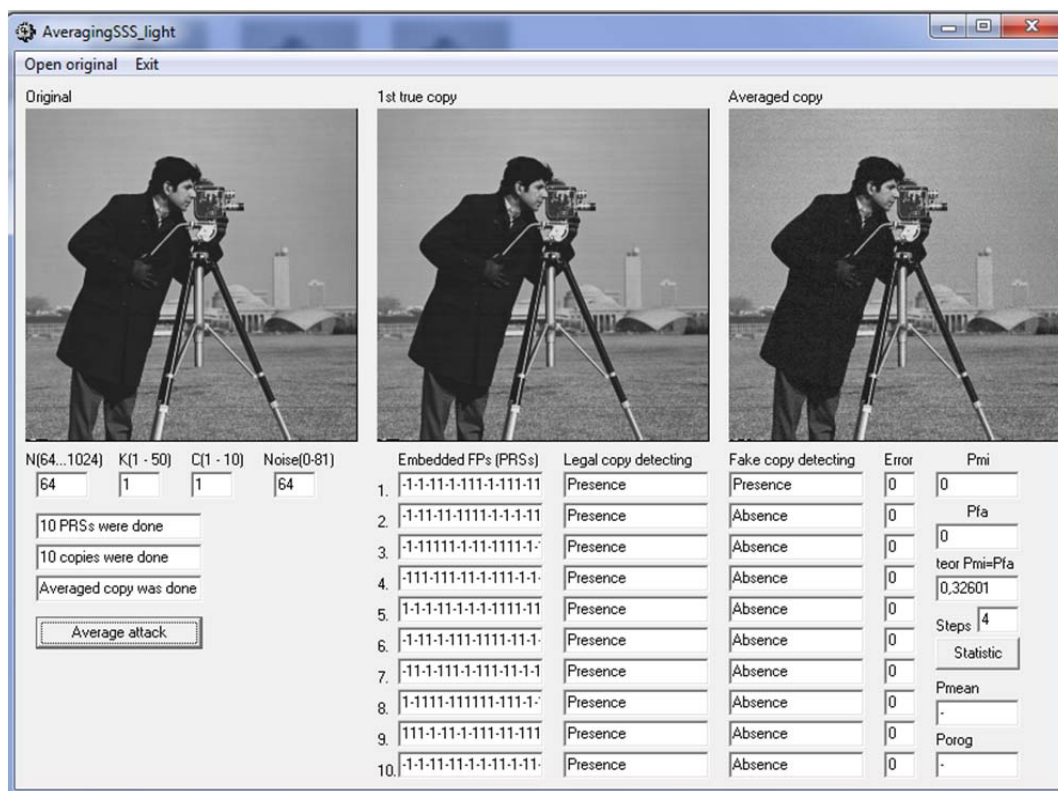 AveragingSSS_light
Open original Exit
Original
1st true copy
Averaged copy
N(64...1024) K(1 - 50) C(1 - 10) Noise(0-81)
64 1 1 64
10 PRSs were done
10 copies were done
Averaged copy was done
Average attack
Embedded FPs (PRSs) Legal copy detecting Fake copy detecting Error
1. -1-1-11-1-111-1-111-11 Presence Presence 0
2. -1-11-11-1111-1-1-1-11 Presence Absence 0
3. -1-11111-1-11-1111-1- Presence Absence 0
4. -111-111-11-1-111-1-1- Presence Absence 0
5. 1-1-1-11-1-1-1-1111-11 Presence Absence 0
6. -1-11-1-111-1111-11-1- Presence Absence 0
7. -11-1-111-1-111-11-1-1 Presence Absence 0
8. 1-1111-111111-111-1- Presence Absence 0
9. 111-1-11-1-111-11-111 Presence Absence 0
10. -1-1-11-11-1-1-11-1-11- Presence Absence 0
Pmi
0
Pfa
0
teor Pmi=Pfa
0,32601
Steps 4
Statistic
Pmean
-
Porog
-